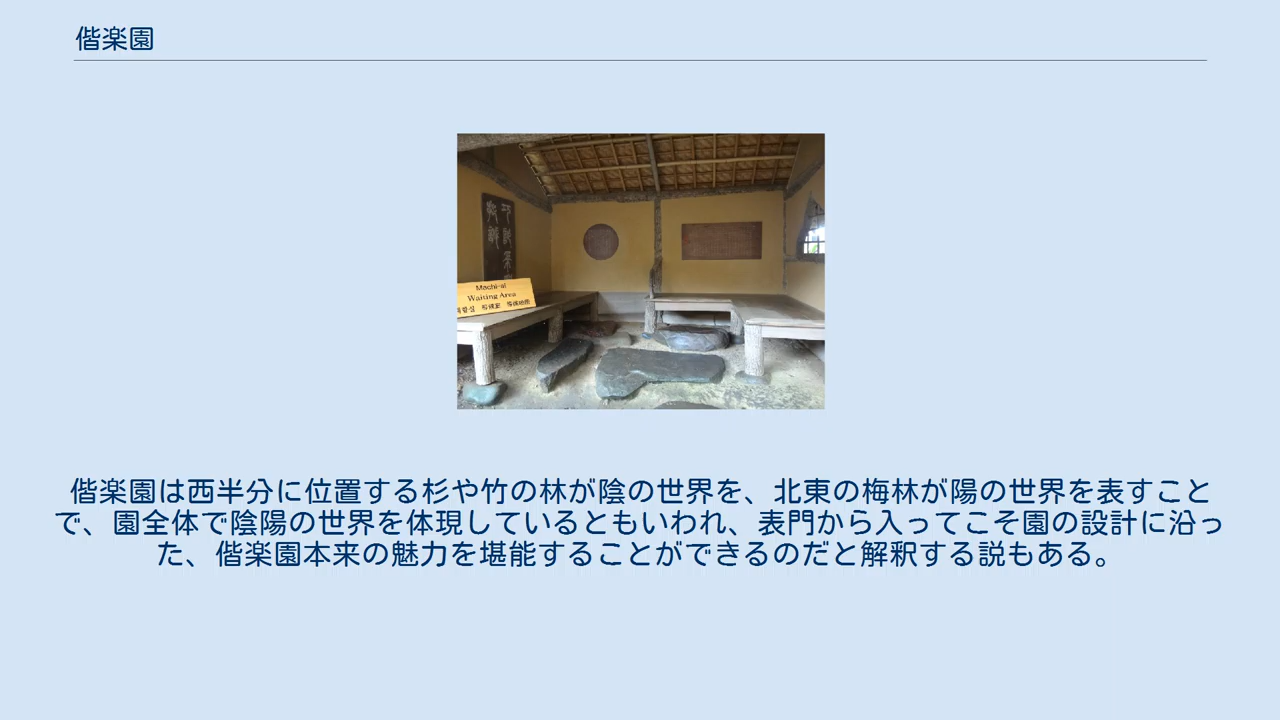 偕楽園
Machi-ai
Waiting Area
偕楽園は西半分に位置する杉や竹の林が陰の世界を、北東の梅林が陽の世界を表すこと
で、園全体で陰陽の世界を体現しているともいわれ、表門から入ってこそ園の設計に沿っ
た、偕楽園本来の魅力を堪能することができるのだと解釈する説もある。